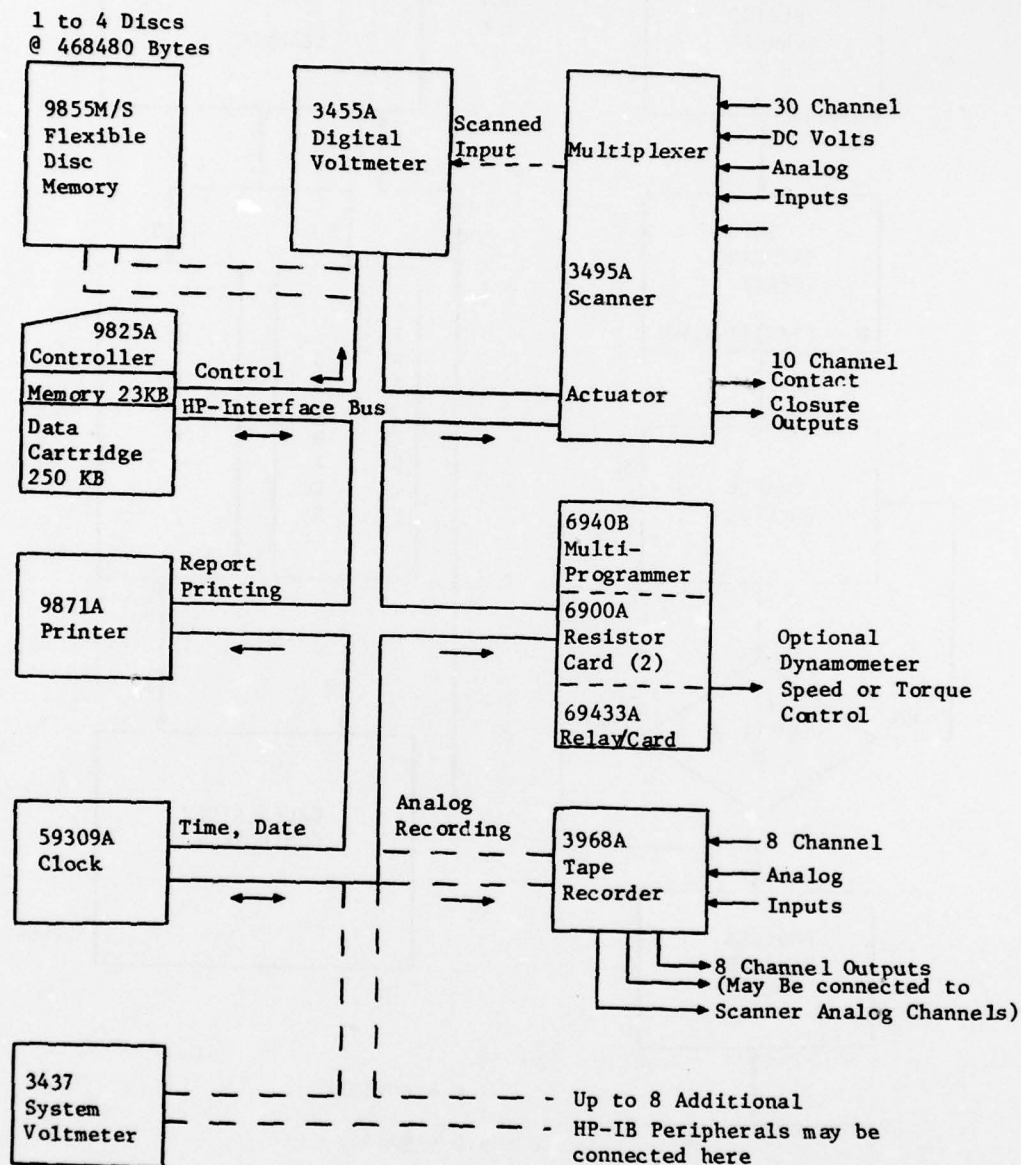 1 to 4 Discs
@ 468480 Bytes
9855M/S
Flexible
Disc
Memory
3455A
Digital
Voltmeter
Scanned
Input
Multiplexer
3495A
Scanner
Actuator
30 Channel
DC Volts
Analog
Inputs
10 Channel
Contact
Closure
Outputs
9825A
Controller
Memory 23KB
Data
Cartridge
250 KB
Control
HP-Interface Bus
6940B
Multi-
Programmer
6900A
Resistor
Card (2)
69433A
Relay/Card
Optional
Dynamometer
Speed or Torque
Control
9871A
Printer
Report
Printing
59309A
Clock
Time, Date
Analog
Recording
3968A
Tape
Recorder
8 Channel
Analog
Inputs
8 Channel Outputs
(May Be connected to
Scanner Analog Channels)
3437
System
Voltmeter
Up to 8 Additional
HP-IB Peripherals may be
connected here